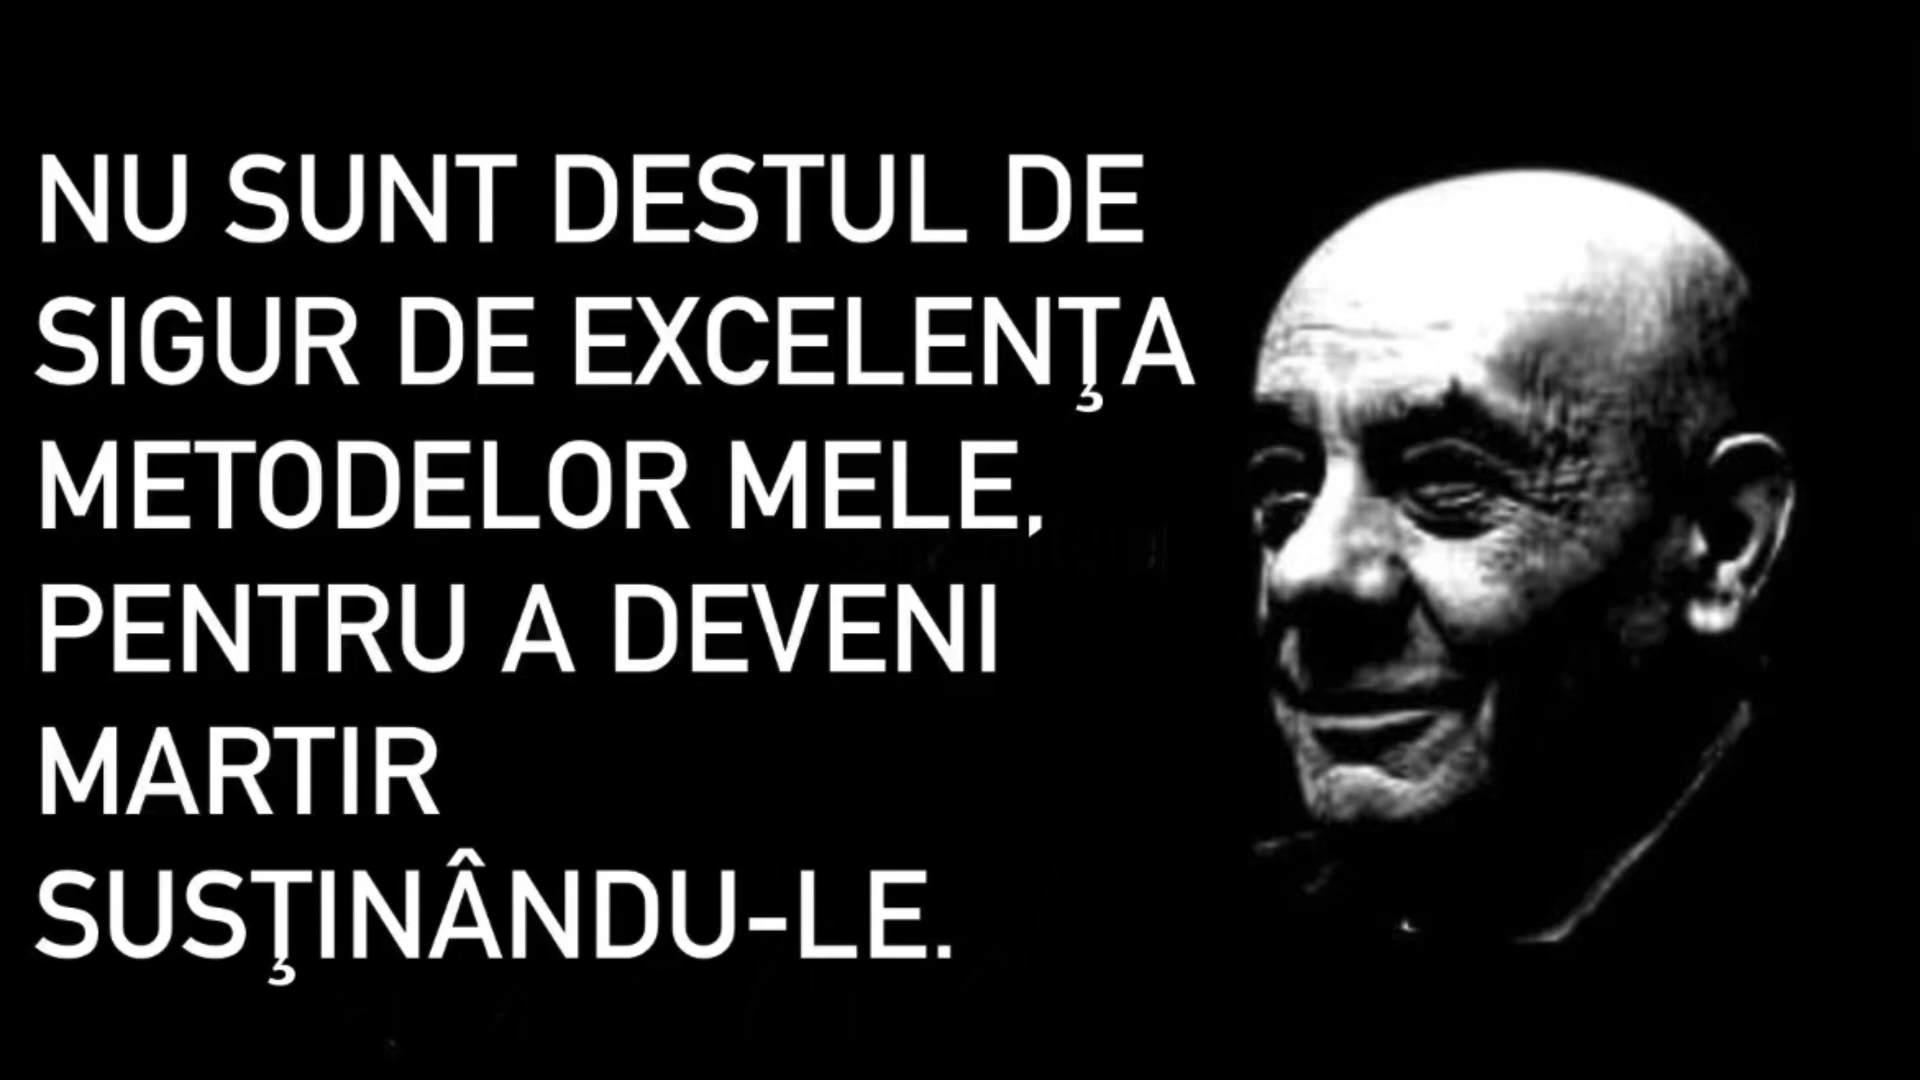 NU SUNT DESTUL DE
SIGUR DE EXCELENŢA
METODELOR MELE,
PENTRU A DEVENI
MARTIR
SUSŢINÂNDU-LE.